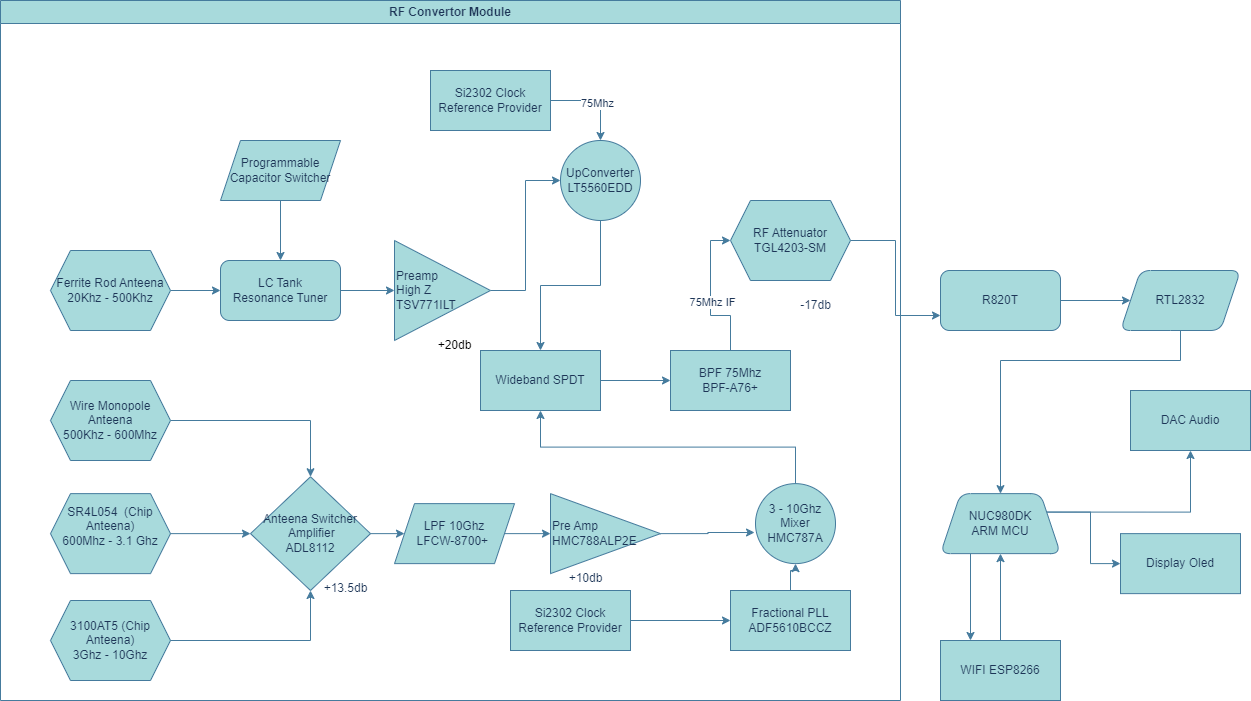 RF Convertor Module
Si2302 Clock
Reference Provider
75Mhz
Programmable
Capacitor Switcher
UpConverter
LT5560EDD
RF Attenuator
TGL4203-SM
Ferrite Rod Anteena
20Khz - 500Khz
LC Tank
Resonance Tuner
Preamp
High Z
TSV771ILT
+20db
75Mhz IF
-17db
R820T
RTL2832
Wideband SPDT
BPF 75Mhz
BPF-A76+
Wire Monopole
Anteena
500Khz - 600Mhz
DAC Audio
SR4L054  (Chip
Anteena)
600Mhz - 3.1 Ghz
Anteena Switcher
Amplifier
ADL8112
+13.5db
LPF 10Ghz
LFCW-8700+
Pre Amp
HMC788ALP2E
+10db
3 - 10Ghz
Mixer
HMC787A
NUC980DK
ARM MCU
Display Oled
3100AT5 (Chip
Anteena)
3Ghz - 10Ghz
Si2302 Clock
Reference Provider
Fractional PLL
ADF5610BCCZ
WIFI ESP8266